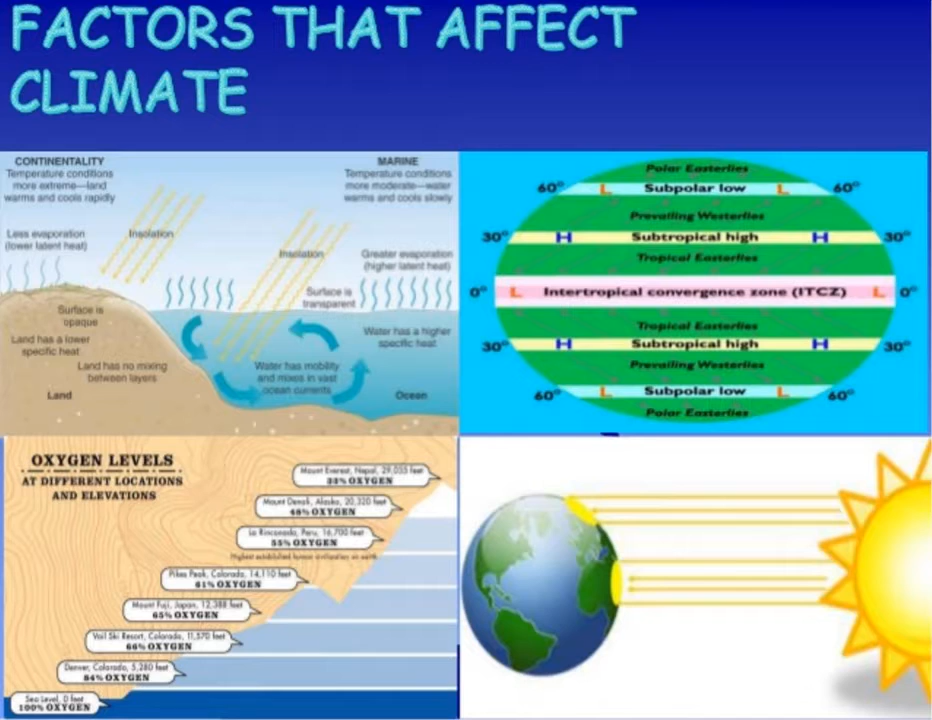 FACTORS THAT AFFECT
CLIMATE
CONTINENTALITY
Temperature conditions
more extreme—land
warms and cools rapidly
MARINE
Temperature conditions
more moderate—water
warms and cools slowly
Less evaporation
(lower latent heat)
Insolation
Insolation
Greater evaporation
(higher latent heat)
Surface is
transparent
Surface is
opaque
Land has a lower
specific heat
Water has a higher
specific heat
Land has no mixing
between layers
Water has mobility
and mixes in vast
ocean currents
Land
Ocean
Polar Easterlies
60° L Subpolar low L 60°
Prevailing Westerlies
30° H Subtropical high H 30°
Tropical Easterlies
0° L Intertropical convergence zone (ITCZ) L 0°
Tropical Easterlies
30° H Subtropical high H 30°
Prevailing Westerlies
60° L Subpolar low L 60°
Polar Easterlies
OXYGEN LEVELS
AT DIFFERENT LOCATIONS
AND ELEVATIONS
Mount Everest, Nepal, 29,035 feet
33% OXYGEN
Mount Denali, Alaska, 20,320 feet
48% OXYGEN
La Rinconada, Peru, 16,700 feet
55% OXYGEN
Highest established human civilization on earth
Pikes Peak, Colorado, 14,110 feet
61% OXYGEN
Mount Fuji, Japan, 12,388 feet
65% OXYGEN
Vail Ski Resort, Colorado, 11,570 feet
66% OXYGEN
Denver, Colorado, 5,280 feet
84% OXYGEN
Sea Level, 0 feet
100% OXYGEN